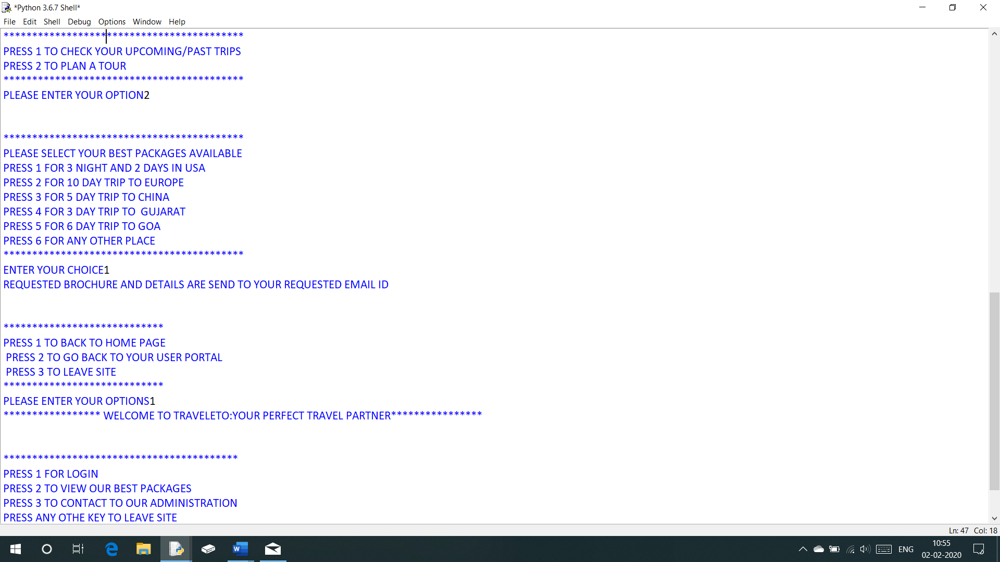 *Python 3.6.7 Shell*
File Edit Shell Debug Options Window Help
******************************************
PRESS 1 TO CHECK YOUR UPCOMING/PAST TRIPS
PRESS 2 TO PLAN A TOUR
******************************************
PLEASE ENTER YOUR OPTION2
******************************************
PLEASE SELECT YOUR BEST PACKAGES AVAILABLE
PRESS 1 FOR 3 NIGHT AND 2 DAYS IN USA
PRESS 2 FOR 10 DAY TRIP TO EUROPE
PRESS 3 FOR 5 DAY TRIP TO CHINA
PRESS 4 FOR 3 DAY TRIP TO  GUJARAT
PRESS 5 FOR 6 DAY TRIP TO GOA
PRESS 6 FOR ANY OTHER PLACE
******************************************
ENTER YOUR CHOICE1
REQUESTED BROCHURE AND DETAILS ARE SEND TO YOUR REQUESTED EMAIL ID
****************************
PRESS 1 TO BACK TO HOME PAGE
 PRESS 2 TO GO BACK TO YOUR USER PORTAL
 PRESS 3 TO LEAVE SITE
****************************
PLEASE ENTER YOUR OPTIONS1
***************** WELCOME TO TRAVELETO:YOUR PERFECT TRAVEL PARTNER****************
*****************************************
PRESS 1 FOR LOGIN
PRESS 2 TO VIEW OUR BEST PACKAGES
PRESS 3 TO CONTACT TO OUR ADMINISTRATION
PRESS ANY OTHE KEY TO LEAVE SITE
Ln: 47 Col: 18
ENG
10:55
02-02-2020